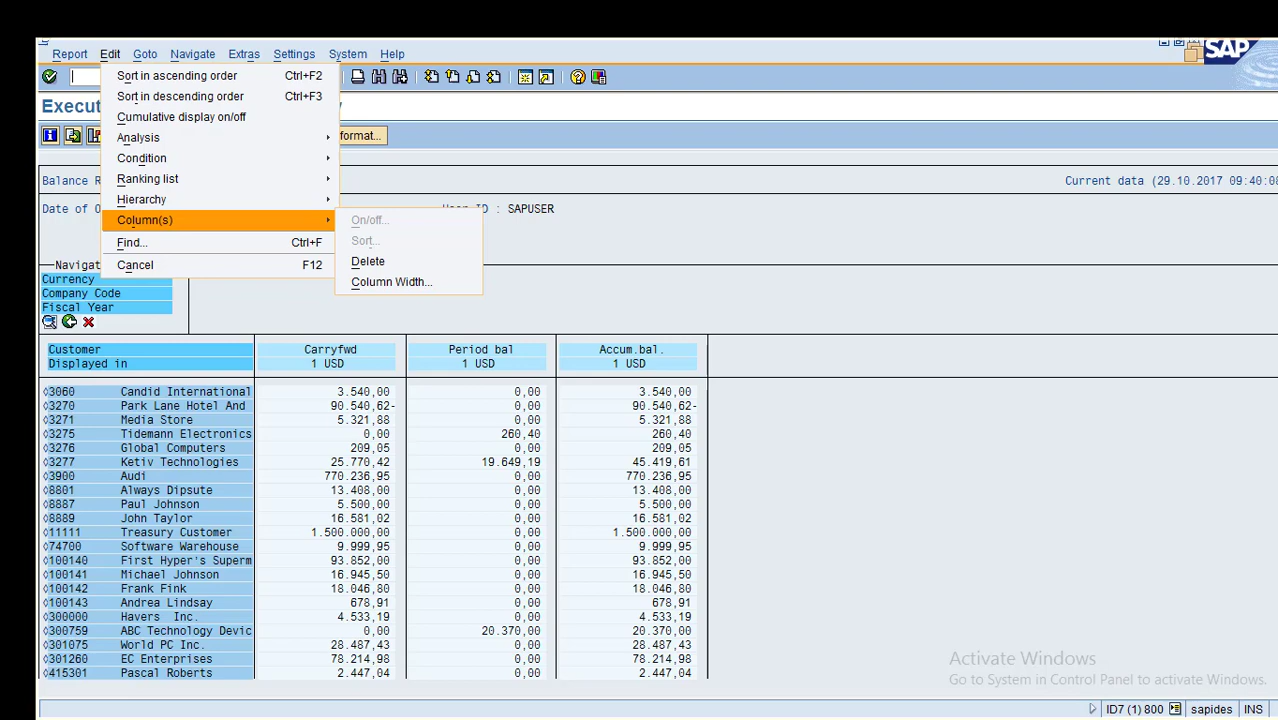 Report Edit Goto Navigate Extras Settings System Help
SAP
Sort in ascending order Ctrl+F2
Sort in descending order Ctrl+F3
Cumulative display on/off
Analysis
Condition
Ranking list
Hierarchy
Column(s)
Find... Ctrl+F
Cancel F12
On/off...
Sort...
Delete
Column Width...
Execut
format...
Balance R
Current data (29.10.2017 09:40:08
Date of O
User ID : SAPUSER
Navigat
Currency
Company Code
Fiscal Year
Customer Carryfwd Period bal Accum.bal.
Displayed in 1 USD 1 USD 1 USD
3060 Candid International 3.540,00 0,00 3.540,00
3270 Park Lane Hotel And 90.540,62- 0,00 90.540,62-
3271 Media Store 5.321,88 0,00 5.321,88
3275 Tidemann Electronics 0,00 260,40 260,40
3276 Global Computers 209,05 0,00 209,05
3277 Ketiv Technologies 25.770,42 19.649,19 45.419,61
3900 Audi 770.236,95 0,00 770.236,95
8801 Always Dipsute 13.408,00 0,00 13.408,00
8887 Paul Johnson 5.500,00 0,00 5.500,00
8889 John Taylor 16.581,02 0,00 16.581,02
11111 Treasury Customer 1.500.000,00 0,00 1.500.000,00
74700 Software Warehouse 9.999,95 0,00 9.999,95
100140 First Hyper's Superm 93.852,00 0,00 93.852,00
100141 Michael Johnson 16.945,50 0,00 16.945,50
100142 Frank Fink 18.046,80 0,00 18.046,80
100143 Andrea Lindsay 678,91 0,00 678,91
300000 Havers Inc. 4.533,19 0,00 4.533,19
300759 ABC Technology Devic 0,00 20.370,00 20.370,00
301075 World PC Inc. 28.487,43 0,00 28.487,43
301260 EC Enterprises 78.214,98 0,00 78.214,98
415301 Pascal Roberts 2.447,04 0,00 2.447,04
Activate Windows
Go to System in Control Panel to activate Windows.
ID7 (1) 800 sapides INS